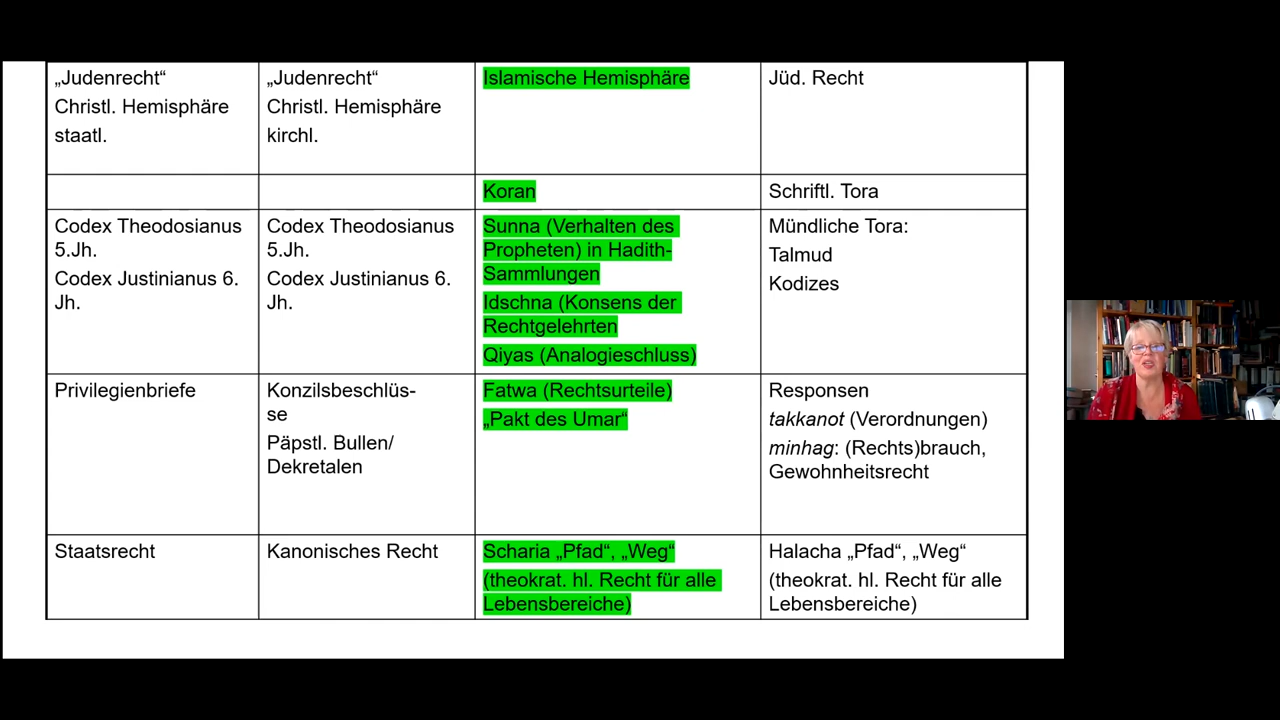 „Judenrecht“
Christl. Hemisphäre
staatl.
„Judenrecht“
Christl. Hemisphäre
kirchl.
Islamische Hemisphäre
Jüd. Recht
Koran
Schriftl. Tora
Codex Theodosianus
5.Jh.
Codex Justinianus 6.
Jh.
Codex Theodosianus
5.Jh.
Codex Justinianus 6.
Jh.
Sunna (Verhalten des
Propheten) in Hadith-
Sammlungen
Idschna (Konsens der
Rechtgelehrten
Qiyas (Analogieschluss)
Mündliche Tora:
Talmud
Kodizes
Privilegienbriefe
Konzilsbeschlüs-
se
Päpstl. Bullen/
Dekretalen
Fatwa (Rechtsurteile)
„Pakt des Umar“
Responsen
takkanot (Verordnungen)
minhag: (Rechts)brauch,
Gewohnheitsrecht
Staatsrecht
Kanonisches Recht
Scharia „Pfad“, „Weg“
(theokrat. hl. Recht für alle
Lebensbereiche)
Halacha „Pfad“, „Weg“
(theokrat. hl. Recht für alle
Lebensbereiche)